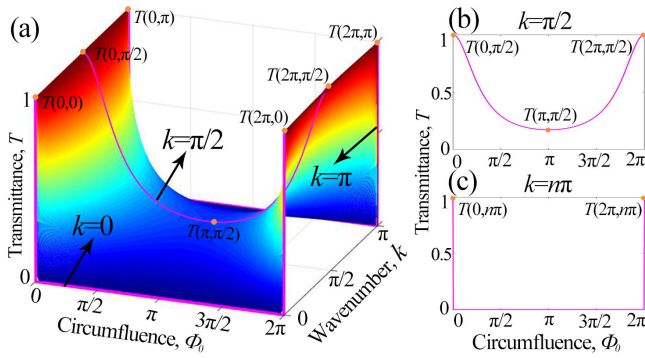 (a)
T(0,π)
T(0,π/2)
T(0,0)
T(2π,π)
T(2π,π/2)
T(2π,0)
k=π/2
k=π
T(π,π/2)
k=0
Transmittance, T
1
0
0
π/2
π
3π/2
2π
Circumfluence, Φ₀
0
π/2
π
Wavenumber, k
(b)
k=π/2
T(0,π/2)
T(2π,π/2)
T(π,π/2)
Transmittance, T
1
0.5
0
0
π/2
π
3π/2
2π
(c)
k=nπ
T(0,nπ)
T(2π,nπ)
Transmittance, T
1
0.5
0
0
π/2
π
3π/2
2π
Circumfluence, Φ₀